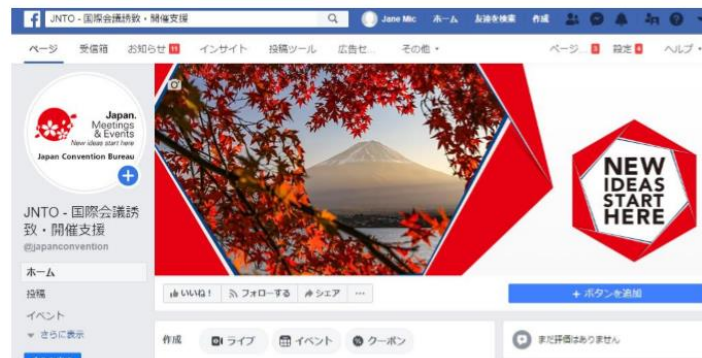 JNTO - 国際会議誘致・開催支援
Jane Mic ホーム 友達を検索 作成
ページ 受信箱 お知らせ 11 インサイト 投稿ツール 広告セ... その他 ページ... 3 設定 4 ヘルプ
Japan.
Meetings
& Events
New ideas start here
Japan Convention Bureau
NEW
IDEAS
START
HERE
JNTO - 国際会議誘
致・開催支援
@japanconvention
ホーム
投稿
イベント
さらに表示
いいね! フォローする シェア ...
+ ボタンを追加
作成 ライブ イベント クーポン
まだ評価はありません